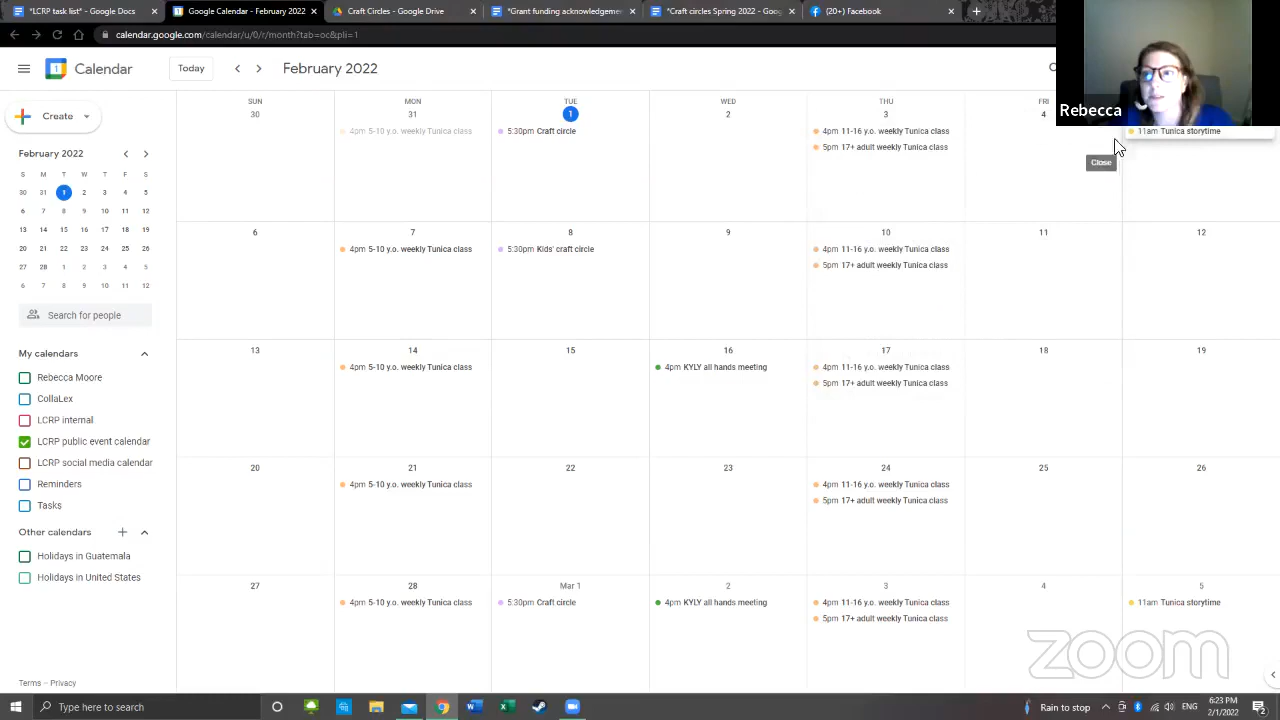 *LCRP task list* - Google Docs
Google Calendar - February 2022
Craft Circles - Google Drive
*Grant funding acknowledgemen
Craft circles Spring 2022 - Goog
(20+) Facebook
calendar.google.com/calendar/u/0/r/month?tab=oc&pli=1
Calendar
Today
February 2022
Rebecca
Create
February 2022
S M T W T F S
30 31 1 2 3 4 5
6 7 8 9 10 11 12
13 14 15 16 17 18 19
20 21 22 23 24 25 26
27 28 1 2 3 4 5
6 7 8 9 10 11 12
Search for people
My calendars
Rebecca Moore
CollaLex
LCRP internal
LCRP public event calendar
LCRP social media calendar
Reminders
Tasks
Other calendars
Holidays in Guatemala
Holidays in United States
Terms – Privacy
SUN MON TUE WED THU FRI
30 31 1 2 3 4
4pm 5-10 y.o. weekly Tunica class
5:30pm Craft circle
4pm 11-16 y.o. weekly Tunica class
5pm 17+ adult weekly Tunica class
11am Tunica storytime
Close
6 7 8 9 10 11 12
4pm 5-10 y.o. weekly Tunica class
5:30pm Kids' craft circle
4pm 11-16 y.o. weekly Tunica class
5pm 17+ adult weekly Tunica class
13 14 15 16 17 18 19
4pm 5-10 y.o. weekly Tunica class
4pm KYLY all hands meeting
4pm 11-16 y.o. weekly Tunica class
5pm 17+ adult weekly Tunica class
20 21 22 23 24 25 26
4pm 5-10 y.o. weekly Tunica class
4pm 11-16 y.o. weekly Tunica class
5pm 17+ adult weekly Tunica class
27 28 Mar 1 2 3 4 5
4pm 5-10 y.o. weekly Tunica class
5:30pm Craft circle
4pm KYLY all hands meeting
4pm 11-16 y.o. weekly Tunica class
5pm 17+ adult weekly Tunica class
11am Tunica storytime
zoom
Type here to search
Rain to stop
6:23 PM
2/1/2022